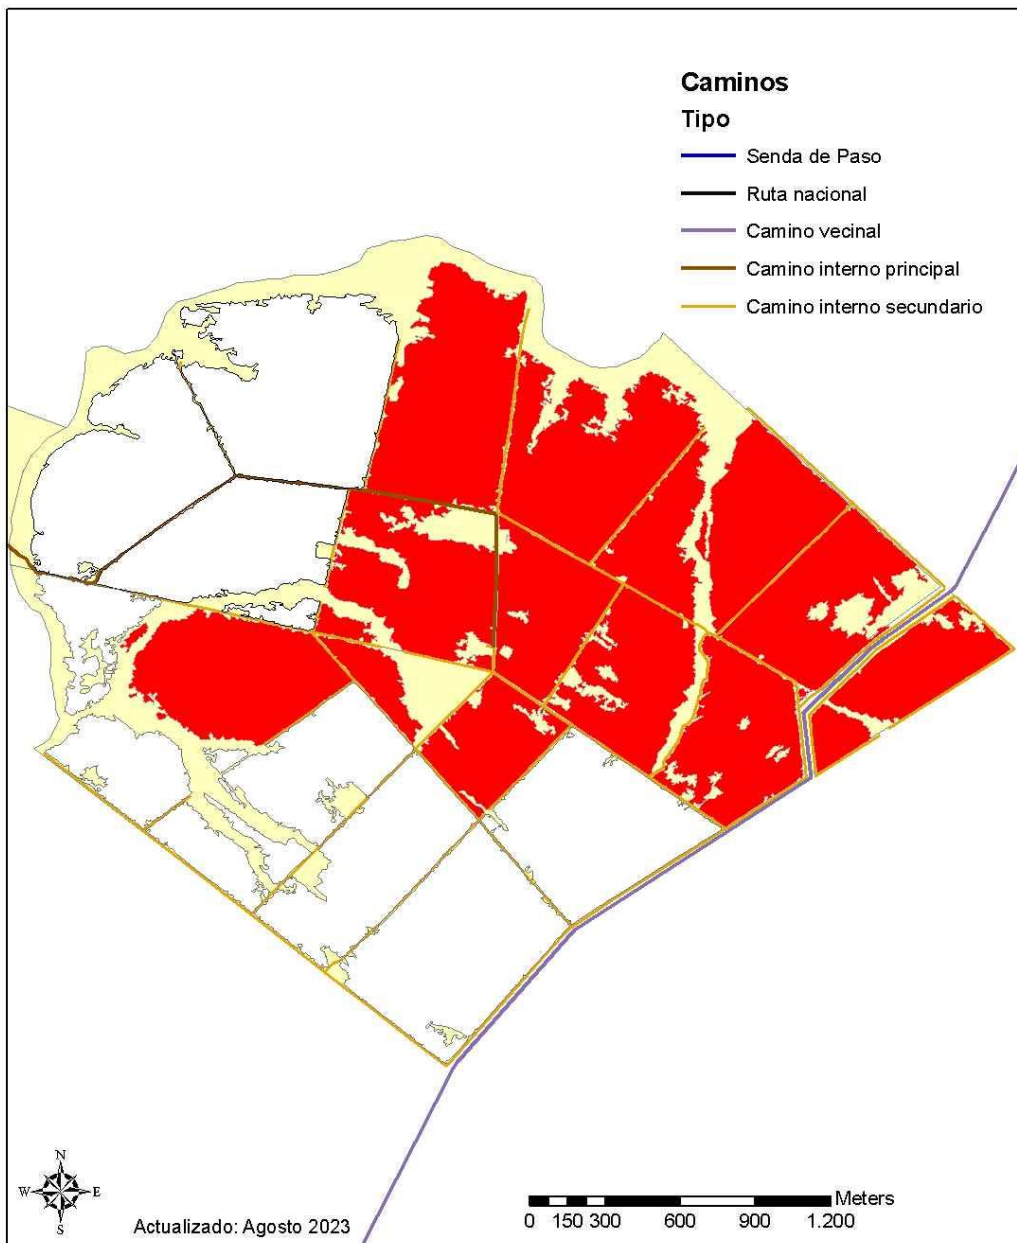 Caminos
Tipo
Senda de Paso
Ruta nacional
Camino vecinal
Camino interno principal
Camino interno secundario
N
W E
S
Actualizado: Agosto 2023
Meters
0 150 300 600 900 1.200